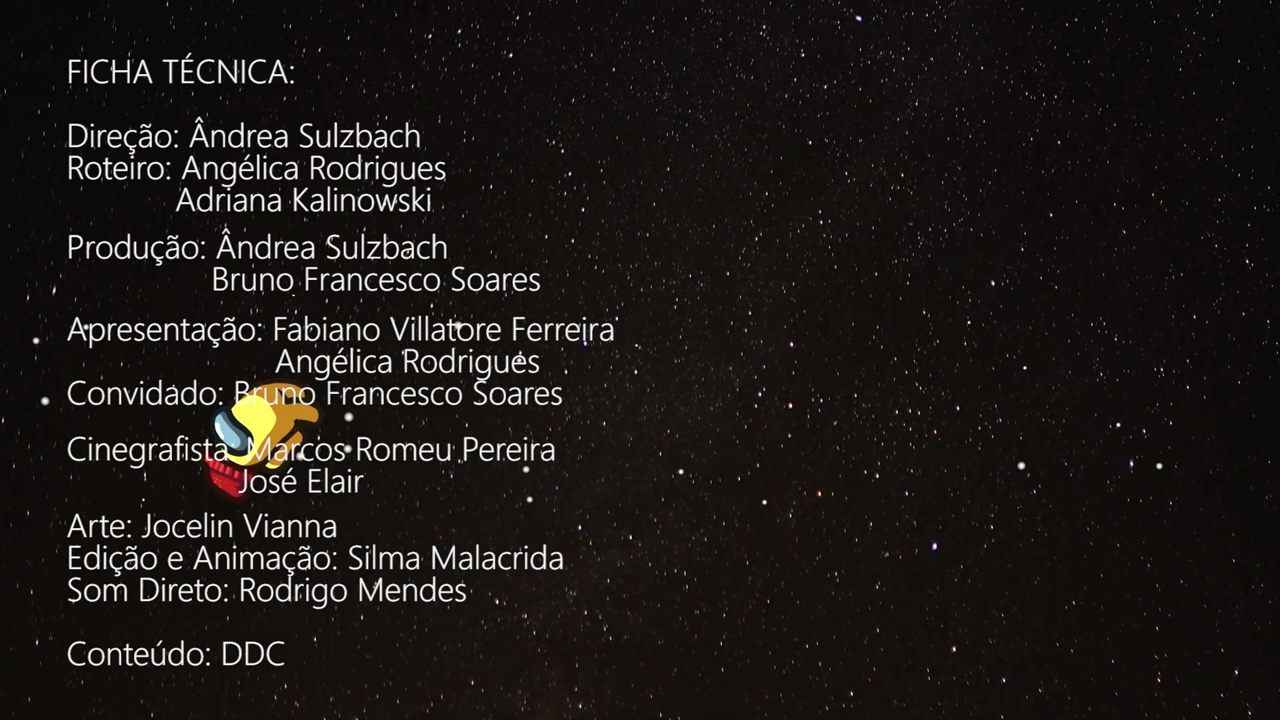 FICHA TÉCNICA:
Direção: Ândrea Sulzbach
Roteiro: Angélica Rodrigues
Adriana Kalinowski
Produção: Ândrea Sulzbach
Bruno Francesco Soares
Apresentação: Fabiano Villatore Ferreira
Angélica Rodrigues
Convidado: Bruno Francesco Soares
Cinegrafista: Marcos Romeu Pereira
José Elair
Arte: Jocelin Vianna
Edição e Animação: Silma Malacrida
Som Direto: Rodrigo Mendes
Conteúdo: DDC